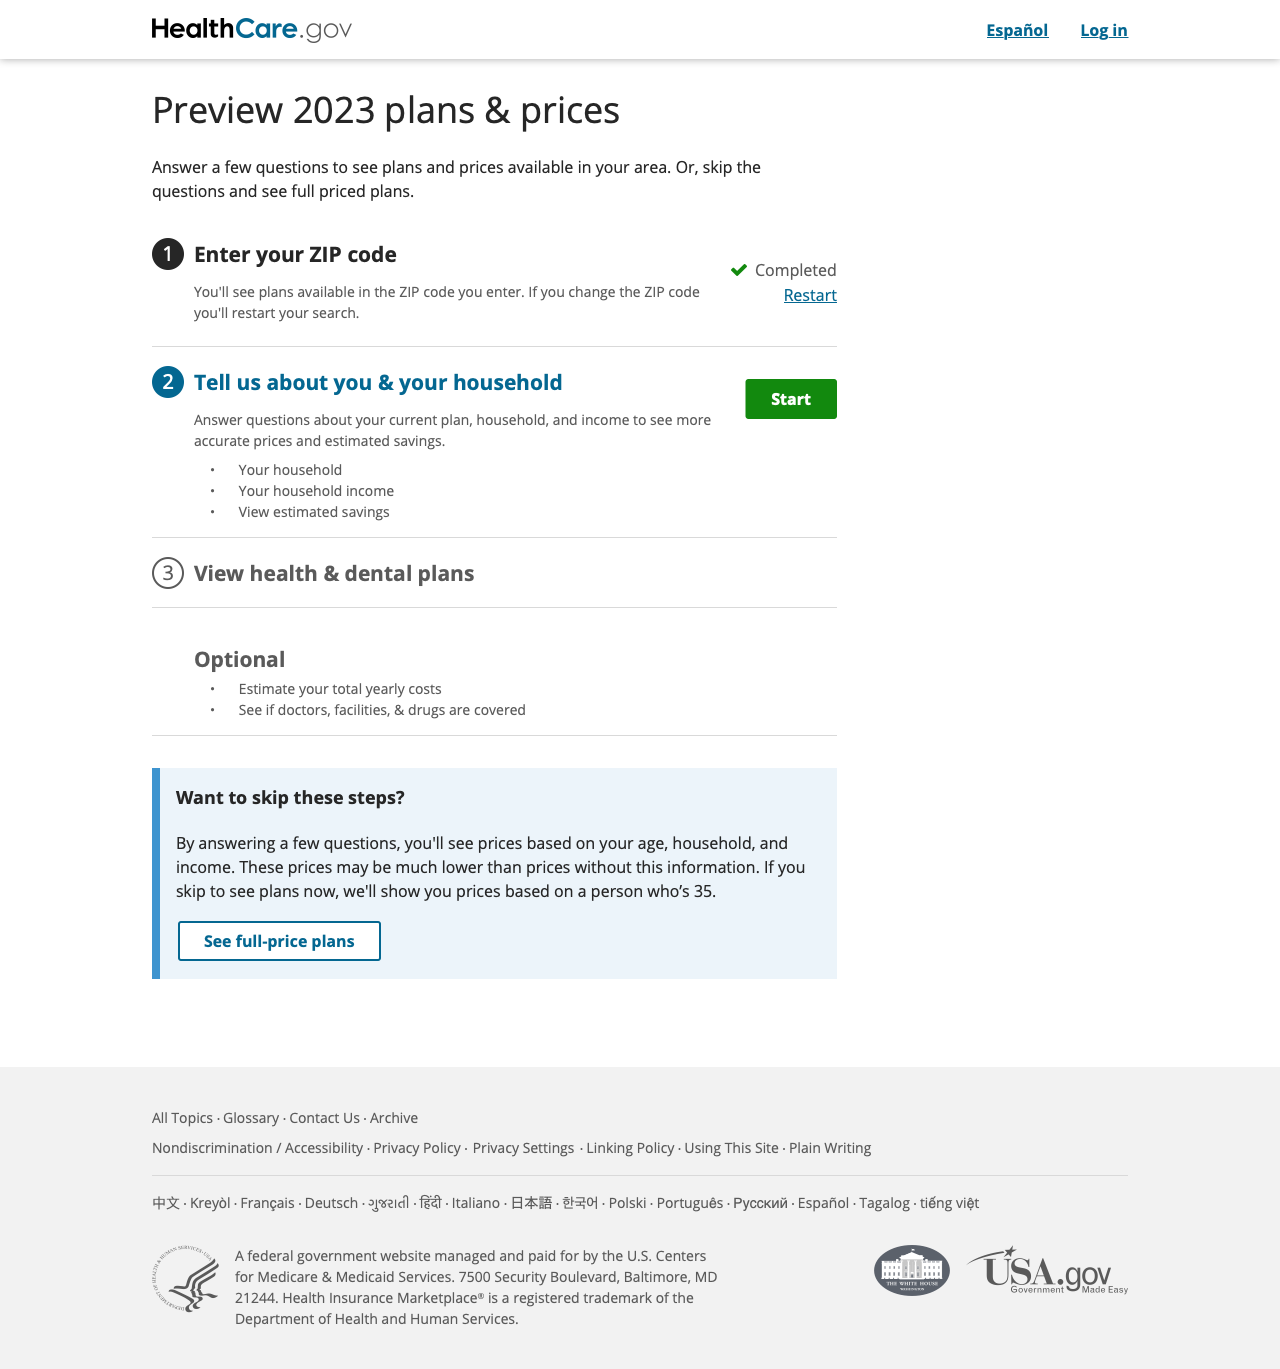 HealthCare.gov
Español
Log in
Preview 2023 plans & prices
Answer a few questions to see plans and prices available in your area. Or, skip the
questions and see full priced plans.
1 Enter your ZIP code
You'll see plans available in the ZIP code you enter. If you change the ZIP code
you'll restart your search.
Completed
Restart
2 Tell us about you & your household
Start
Answer questions about your current plan, household, and income to see more
accurate prices and estimated savings.
• Your household
• Your household income
• View estimated savings
3 View health & dental plans
Optional
• Estimate your total yearly costs
• See if doctors, facilities, & drugs are covered
Want to skip these steps?
By answering a few questions, you'll see prices based on your age, household, and
income. These prices may be much lower than prices without this information. If you
skip to see plans now, we'll show you prices based on a person who’s 35.
See full-price plans
All Topics · Glossary · Contact Us · Archive
Nondiscrimination / Accessibility · Privacy Policy · Privacy Settings · Linking Policy · Using This Site · Plain Writing
中文 · Kreyòl · Français · Deutsch · ગુજરાતી · हिंदी · Italiano · 日本語 · 한국어 · Polski · Português · Русский · Español · Tagalog · tiếng việt
DEPARTMENT OF HEALTH & HUMAN SERVICES · USA
A federal government website managed and paid for by the U.S. Centers
for Medicare & Medicaid Services. 7500 Security Boulevard, Baltimore, MD
21244. Health Insurance Marketplace® is a registered trademark of the
Department of Health and Human Services.
THE WHITE HOUSE
WASHINGTON
USA.gov
Government Made Easy